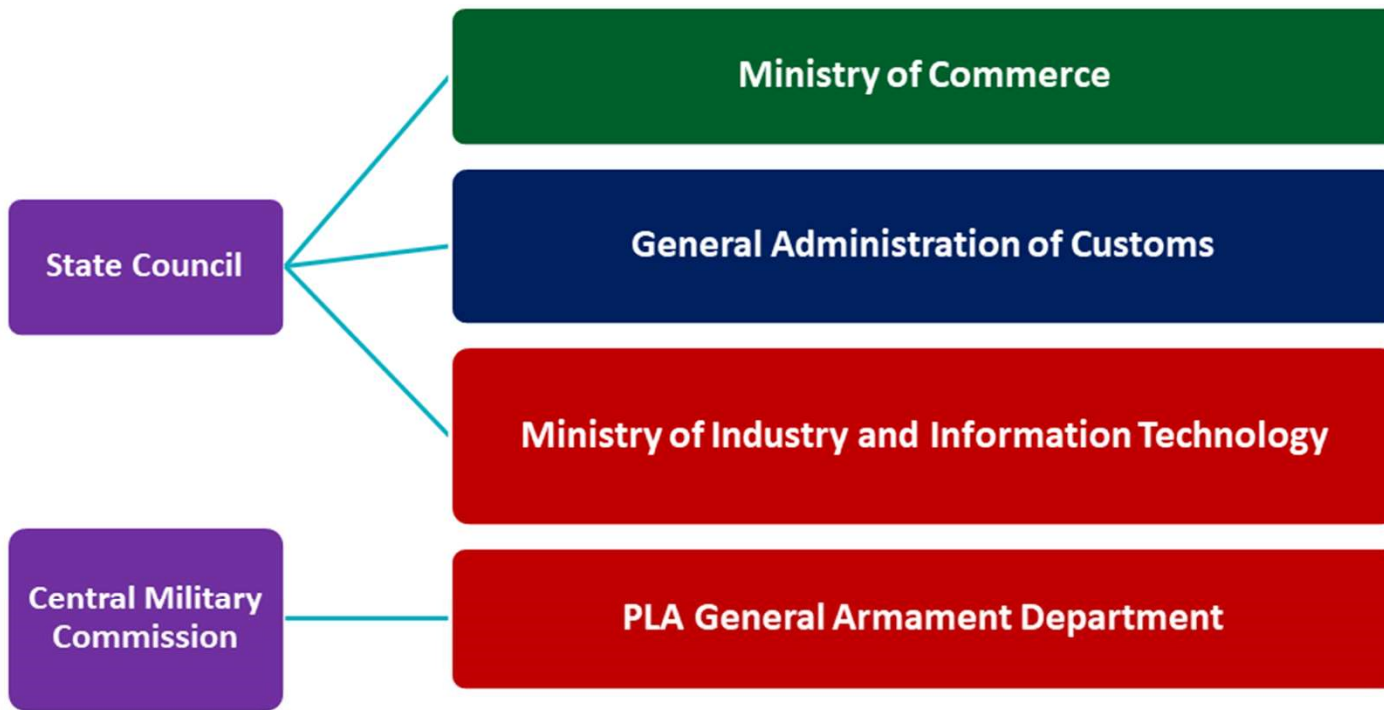 Ministry of Commerce
General Administration of Customs
State Council
Ministry of Industry and Information Technology
Central Military
Commission
PLA General Armament Department